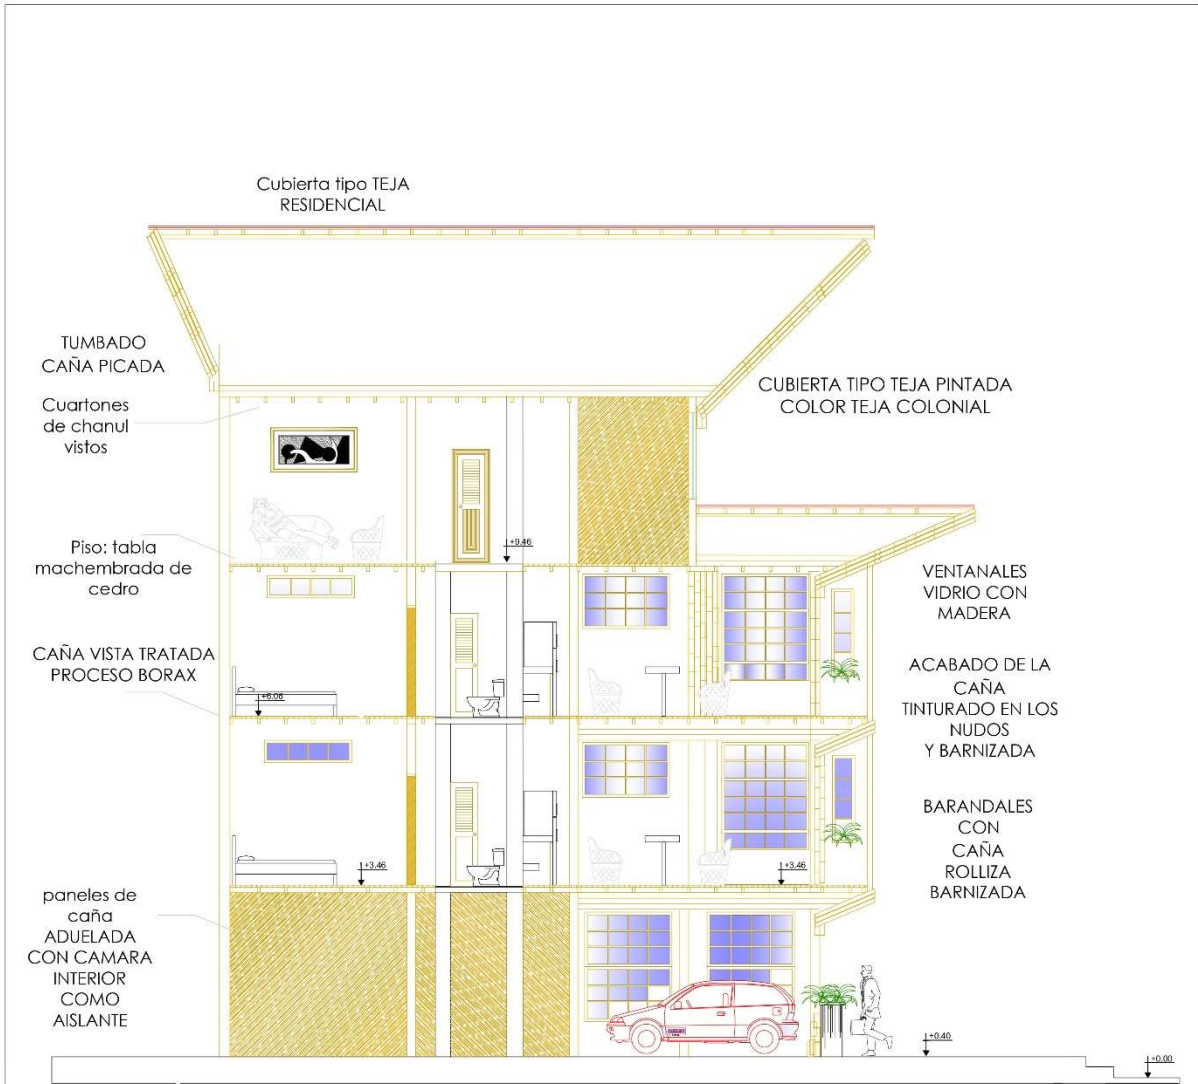 Cubierta tipo TEJA
RESIDENCIAL
TUMBADO
CAÑA PICADA
CUBIERTA TIPO TEJA PINTADA
COLOR TEJA COLONIAL
Cuartones
de chanul
vistos
+9.46
Piso: tabla
machembrada de
cedro
VENTANALES
VIDRIO CON
MADERA
CAÑA VISTA TRATADA
PROCESO BORAX
+6.06
ACABADO DE LA
CAÑA
TINTURADO EN LOS
NUDOS
Y BARNIZADA
BARANDALES
CON
CAÑA
ROLLIZA
BARNIZADA
+3.46
+3.46
paneles de
caña
ADUELADA
CON CAMARA
INTERIOR
COMO
AISLANTE
+0.40
+0.00